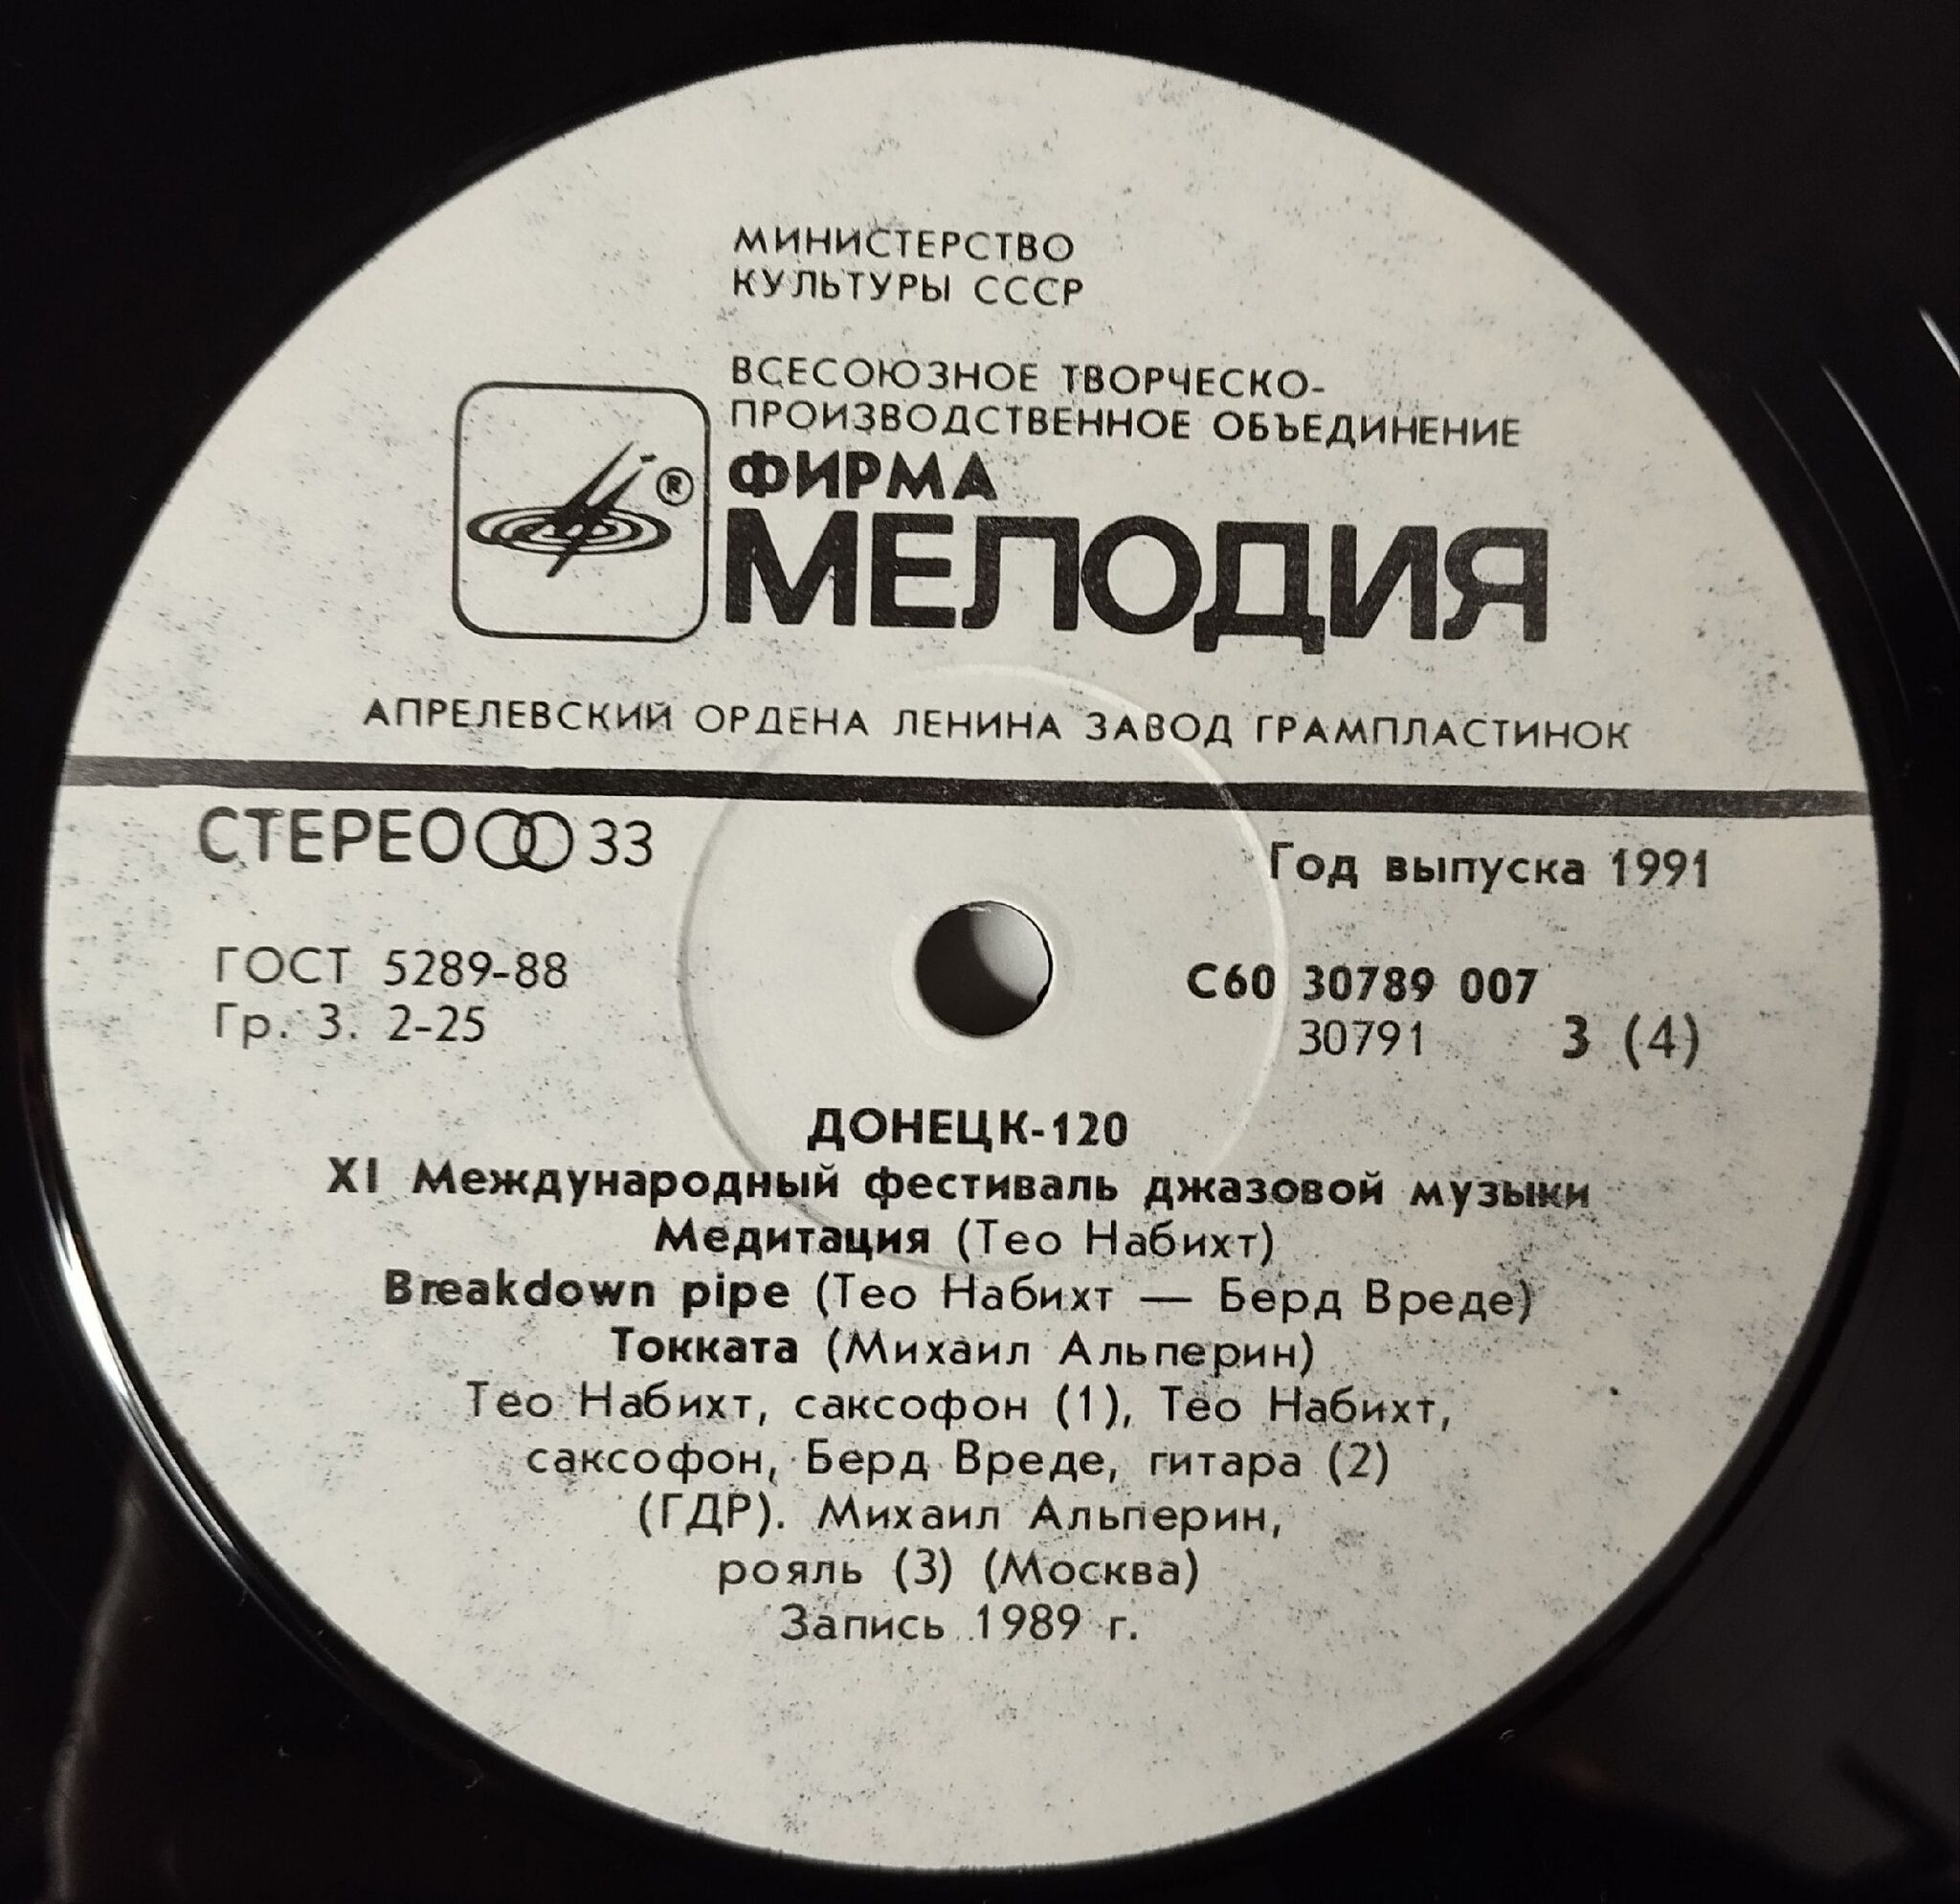 МИНИСТЕРСТВО
КУЛЬТУРЫ СССР
ВСЕСОЮЗНОЕ ТВОРЧЕСКО-
ПРОИЗВОДСТВЕННОЕ ОБЪЕДИНЕНИЕ
ФИРМА
®
МЕЛОДИЯ
АПРЕЛЕВСКИЙ ОРДЕНА ЛЕНИНА ЗАВОД ГРАМПЛАСТИНОК
СТЕРЕО 33
Год выпуска 1991
ГОСТ 5289-88
Гр. 3. 2-25
С60 30789 007
30791 3 (4)
ДОНЕЦК-120
XI Международный фестиваль джазовой музыки
Медитация (Тео Набихт)
Breakdown pipe (Тео Набихт — Берд Вреде)
Токката (Михаил Альперин)
Тео Набихт, саксофон (1), Тео Набихт,
саксофон, Берд Вреде, гитара (2)
(ГДР). Михаил Альперин,
рояль (3) (Москва)
Запись 1989 г.